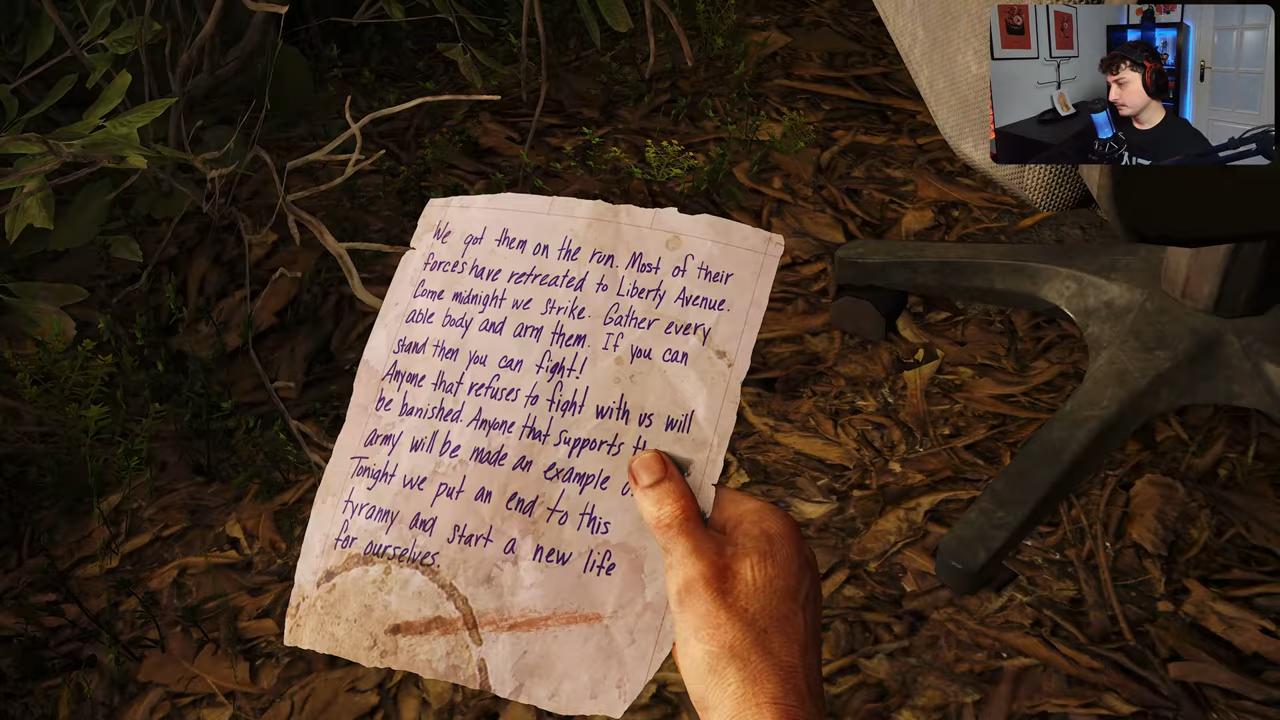 We got them on the run. Most of their
forces have retreated to Liberty Avenue.
Come midnight we strike. Gather every
able body and arm them. If you can
stand then you can fight!
Anyone that refuses to fight with us will
be banished. Anyone that supports
army will be made an example
Tonight we put an end to this
tyranny and start a new life
for ourselves.